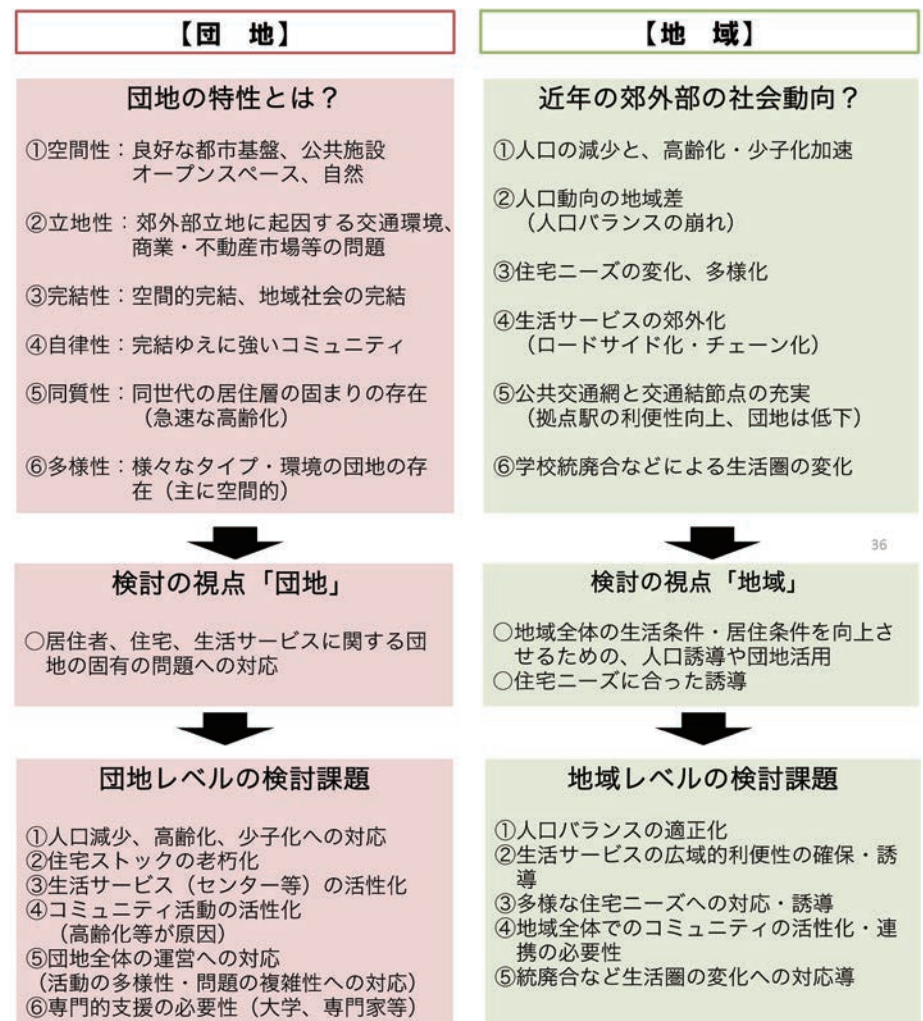 【団　地】
団地の特性とは？
①空間性：良好な都市基盤、公共施設
オープンスペース、自然
②立地性：郊外部立地に起因する交通環境、
商業・不動産市場等の問題
③完結性：空間的完結、地域社会の完結
④自律性：完結ゆえに強いコミュニティ
⑤同質性：同世代の居住層の固まりの存在
（急速な高齢化）
⑥多様性：様々なタイプ・環境の団地の存
在（主に空間的）
検討の視点「団地」
○居住者、住宅、生活サービスに関する団
地の固有の問題への対応
団地レベルの検討課題
①人口減少、高齢化、少子化への対応
②住宅ストックの老朽化
③生活サービス（センター等）の活性化
④コミュニティ活動の活性化
（高齢化等が原因）
⑤団地全体の運営への対応
（活動の多様性・問題の複雑性への対応）
⑥専門的支援の必要性（大学、専門家等）
【地　域】
近年の郊外部の社会動向？
①人口の減少と、高齢化・少子化加速
②人口動向の地域差
（人口バランスの崩れ）
③住宅ニーズの変化、多様化
④生活サービスの郊外化
（ロードサイド化・チェーン化）
⑤公共交通網と交通結節点の充実
（拠点駅の利便性向上、団地は低下）
⑥学校統廃合などによる生活圏の変化
36
検討の視点「地域」
○地域全体の生活条件・居住条件を向上さ
せるための、人口誘導や団地活用
○住宅ニーズに合った誘導
地域レベルの検討課題
①人口バランスの適正化
②生活サービスの広域的利便性の確保・誘
導
③多様な住宅ニーズへの対応・誘導
④地域全体でのコミュニティの活性化・連
携の必要性
⑤統廃合など生活圏の変化への対応導